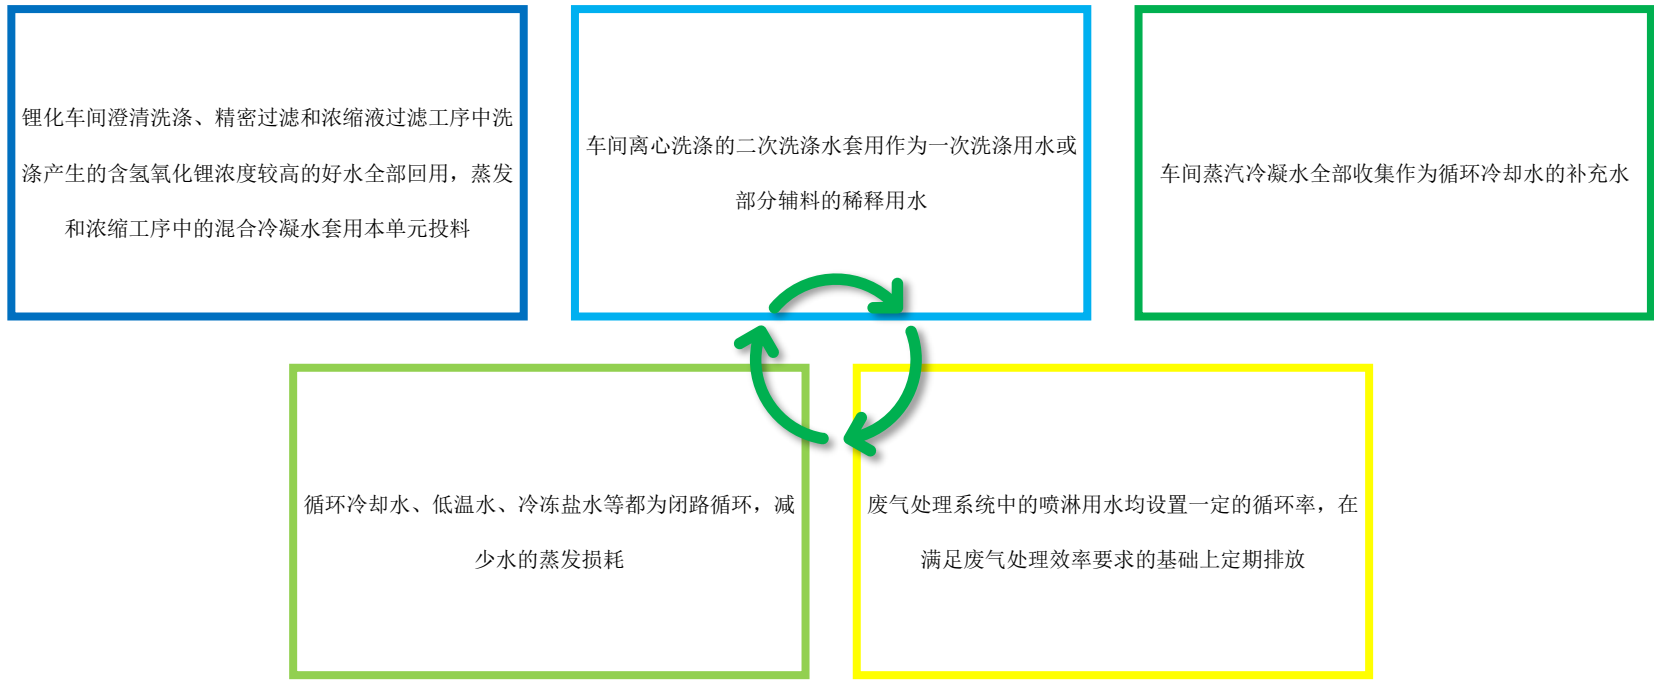 锂化车间澄清洗涤、精密过滤和浓缩液过滤工序中洗
涤产生的含氢氧化锂浓度较高的好水全部回用，蒸发
和浓缩工序中的混合冷凝水套用本单元投料
车间离心洗涤的二次洗涤水套用作为一次洗涤用水或
部分辅料的稀释用水
车间蒸汽冷凝水全部收集作为循环冷却水的补充水
循环冷却水、低温水、冷冻盐水等都为闭路循环，减
少水的蒸发损耗
废气处理系统中的喷淋用水均设置一定的循环率，在
满足废气处理效率要求的基础上定期排放